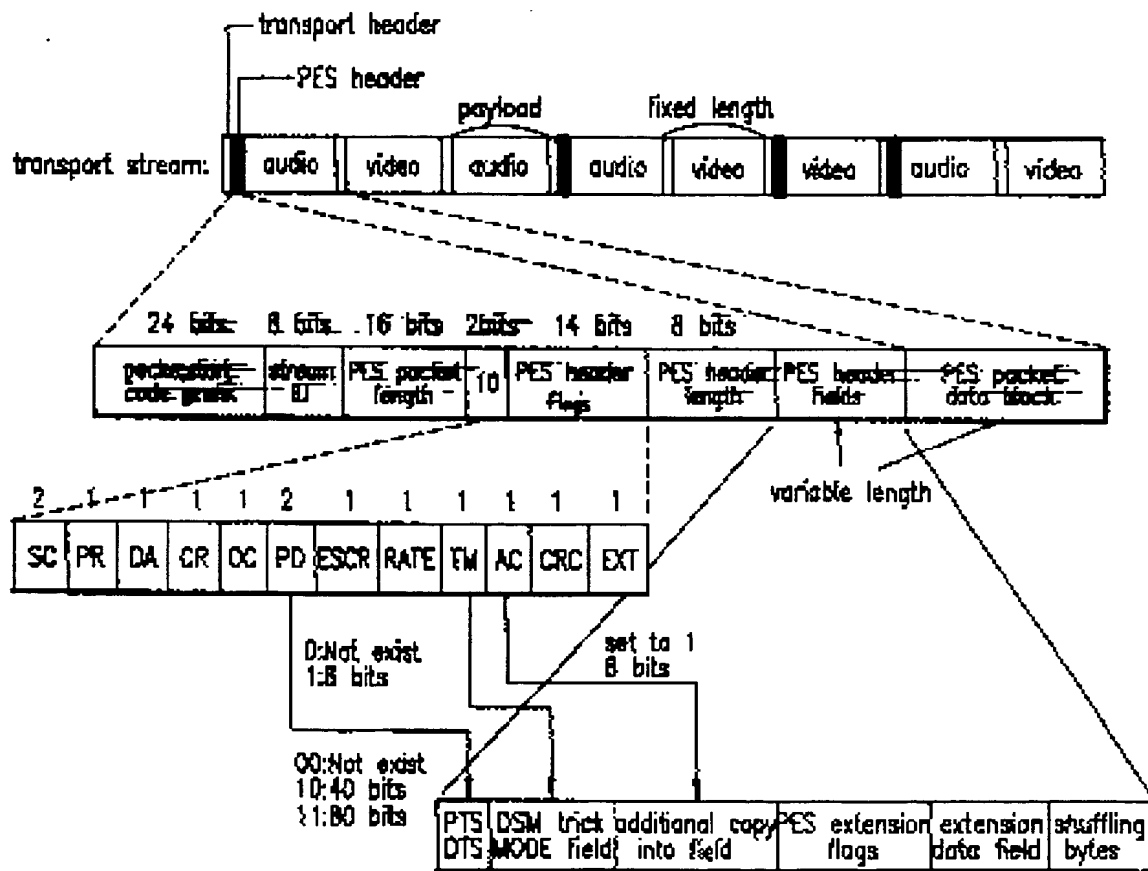 transport header
PES header
payload
fixed length
transport stream:
audio
video
audio
audio
video
video
audio
video
24 bits
8 bits
16 bits
2bits
14 bits
8 bits
packet start
code prefix
stream
ID
PES packet
length
10
PES header
flags
PES header
length
PES header
fields
PES packet
data block
variable length
2 1 1 1 1 2 1 1 1 1 1 1
SC PR DA CR OC PD ESCR RATE TM AC CRC EXT
0:Not exist
1:8 bits
set to 1
8 bits
00:Not exist
10:40 bits
11:80 bits
PTS
DTS
DSM trick
MODE field
additional copy
into field
PES extension
flags
extension
data field
shuffling
bytes